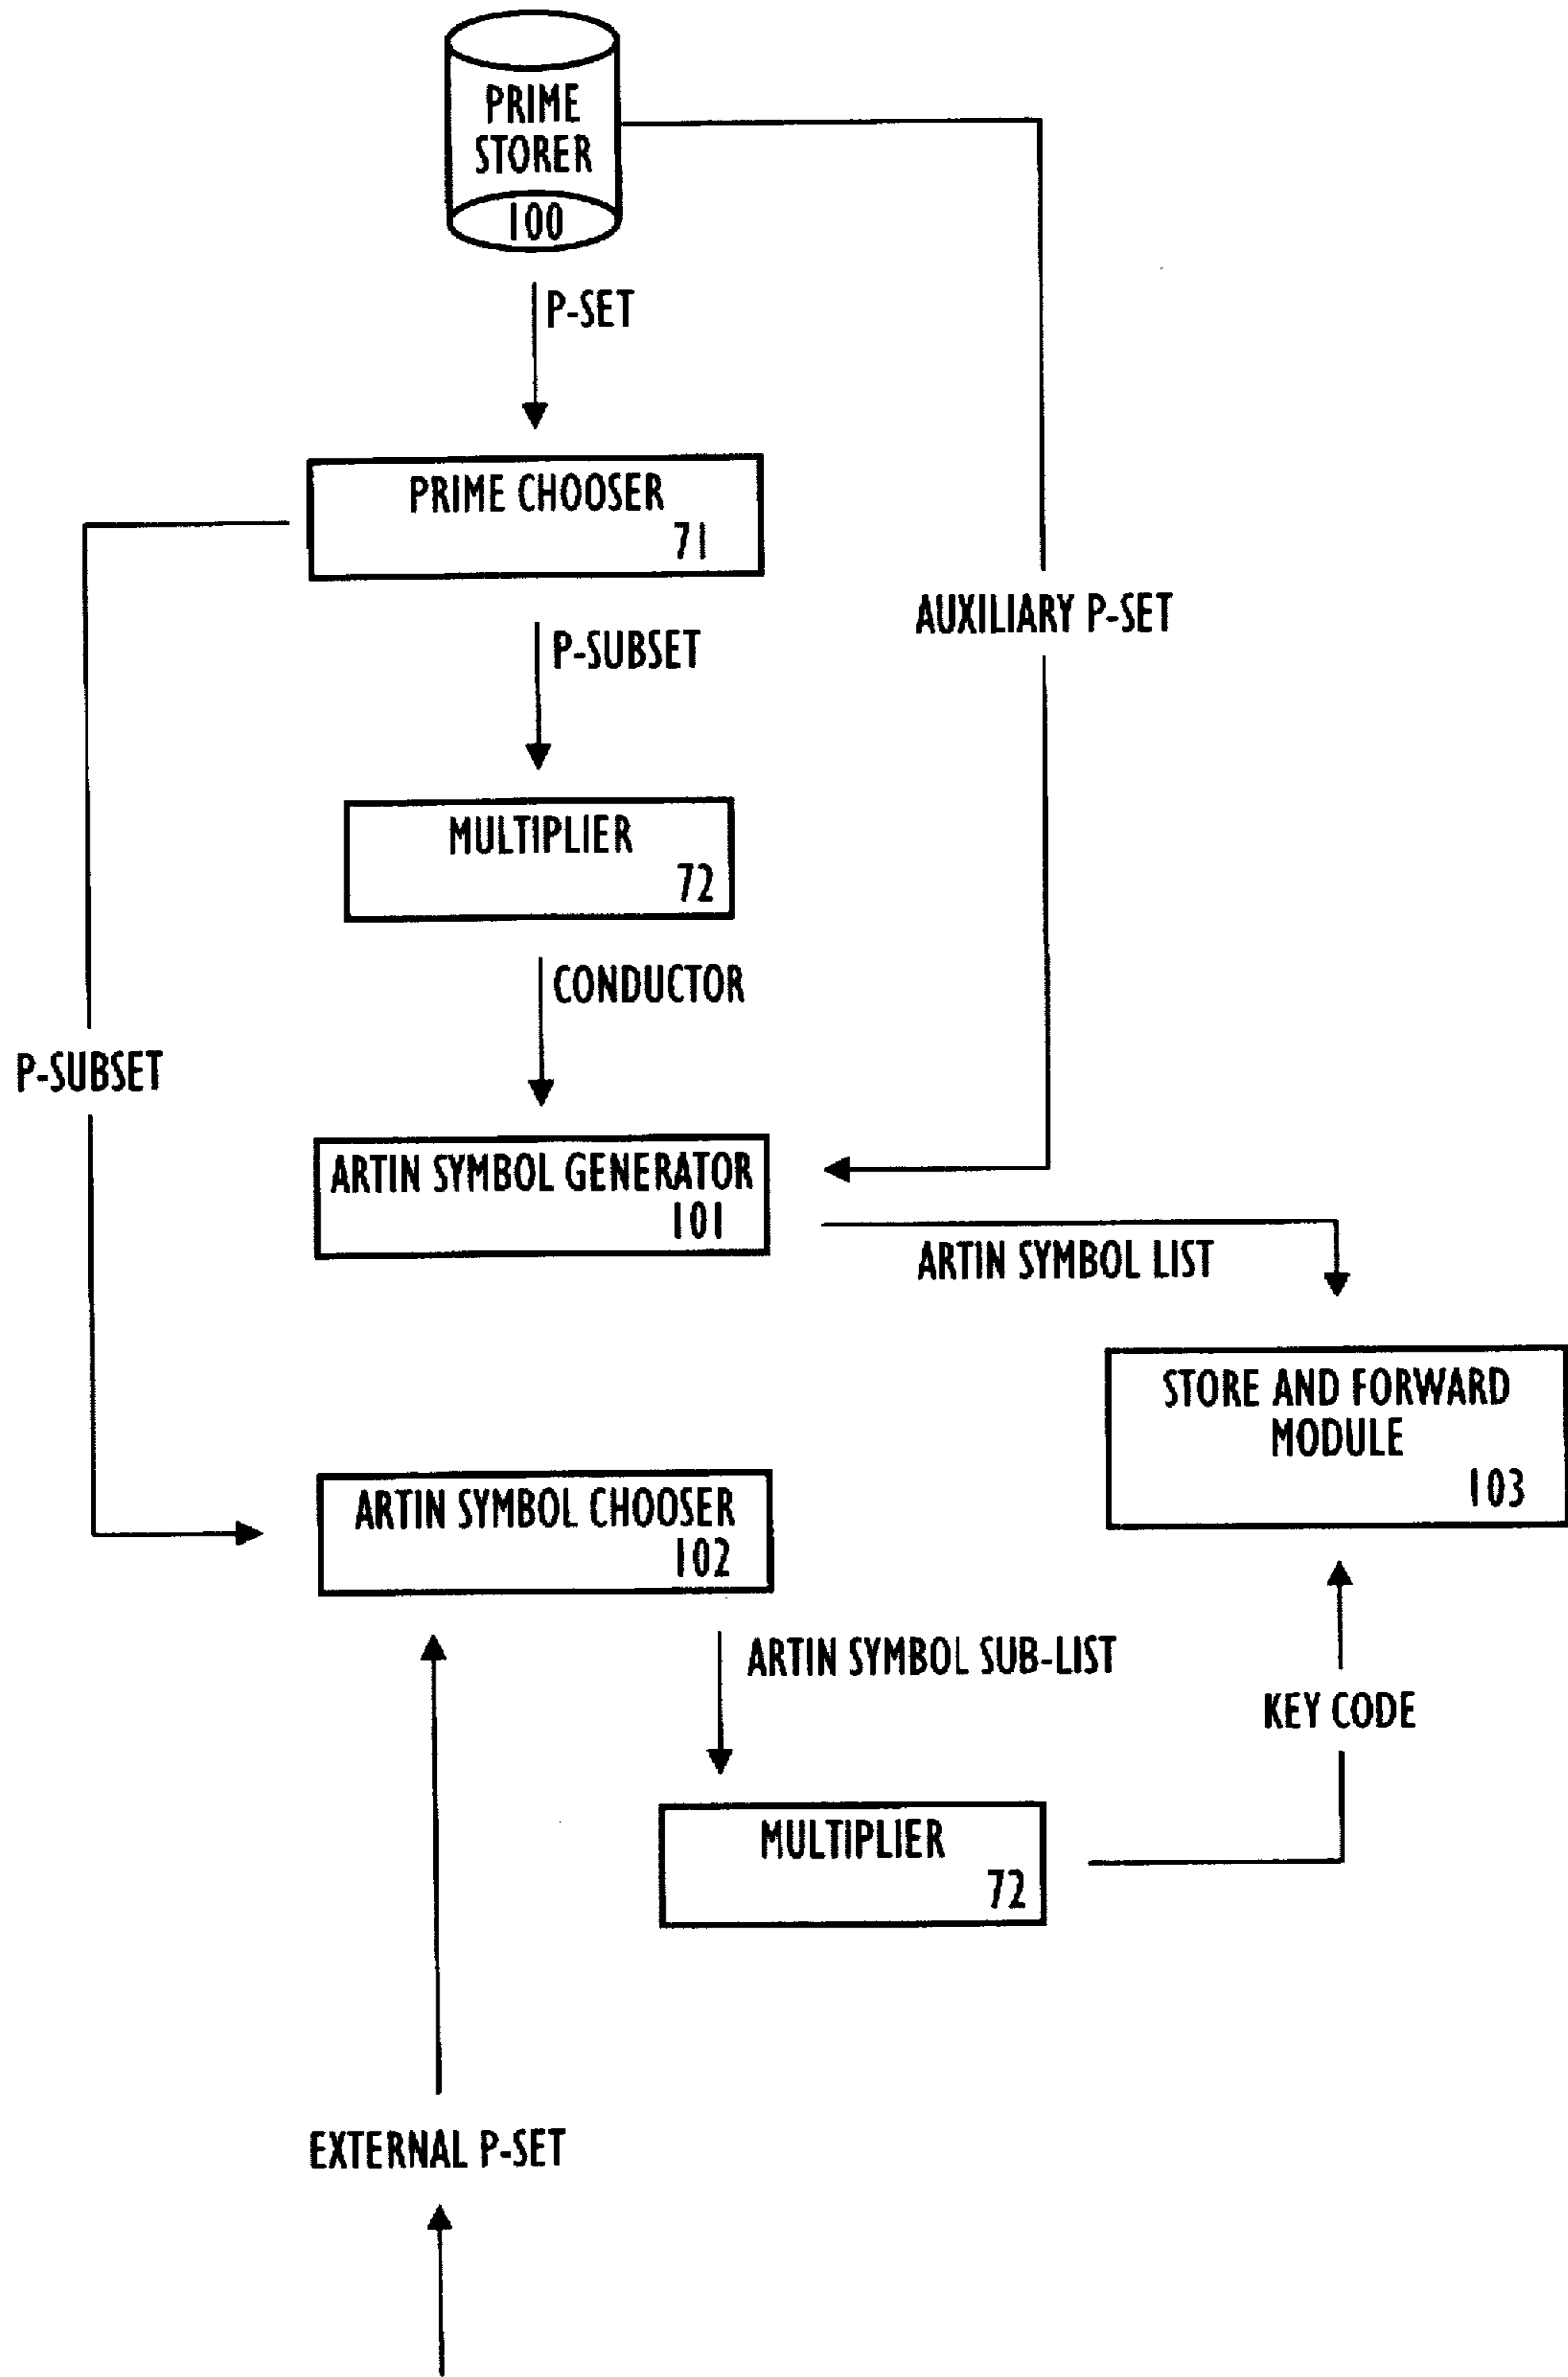 PRIME
STORER
100
P-SET
PRIME CHOOSER
71
AUXILIARY P-SET
P-SUBSET
MULTIPLIER
72
CONDUCTOR
P-SUBSET
ARTIN SYMBOL GENERATOR
101
ARTIN SYMBOL LIST
STORE AND FORWARD
MODULE
103
ARTIN SYMBOL CHOOSER
102
ARTIN SYMBOL SUB-LIST
KEY CODE
MULTIPLIER
72
EXTERNAL P-SET